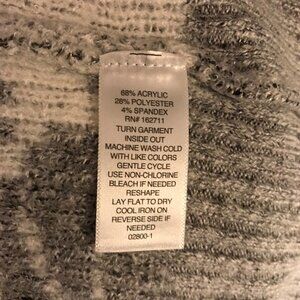 68% ACRYLIC
28% POLYESTER
4% SPANDEX
RN# 162711
TURN GARMENT
INSIDE OUT
MACHINE WASH COLD
WITH LIKE COLORS
GENTLE CYCLE
USE NON-CHLORINE
BLEACH IF NEEDED
RESHAPE
LAY FLAT TO DRY
COOL IRON ON
REVERSE SIDE IF
NEEDED
02800-1